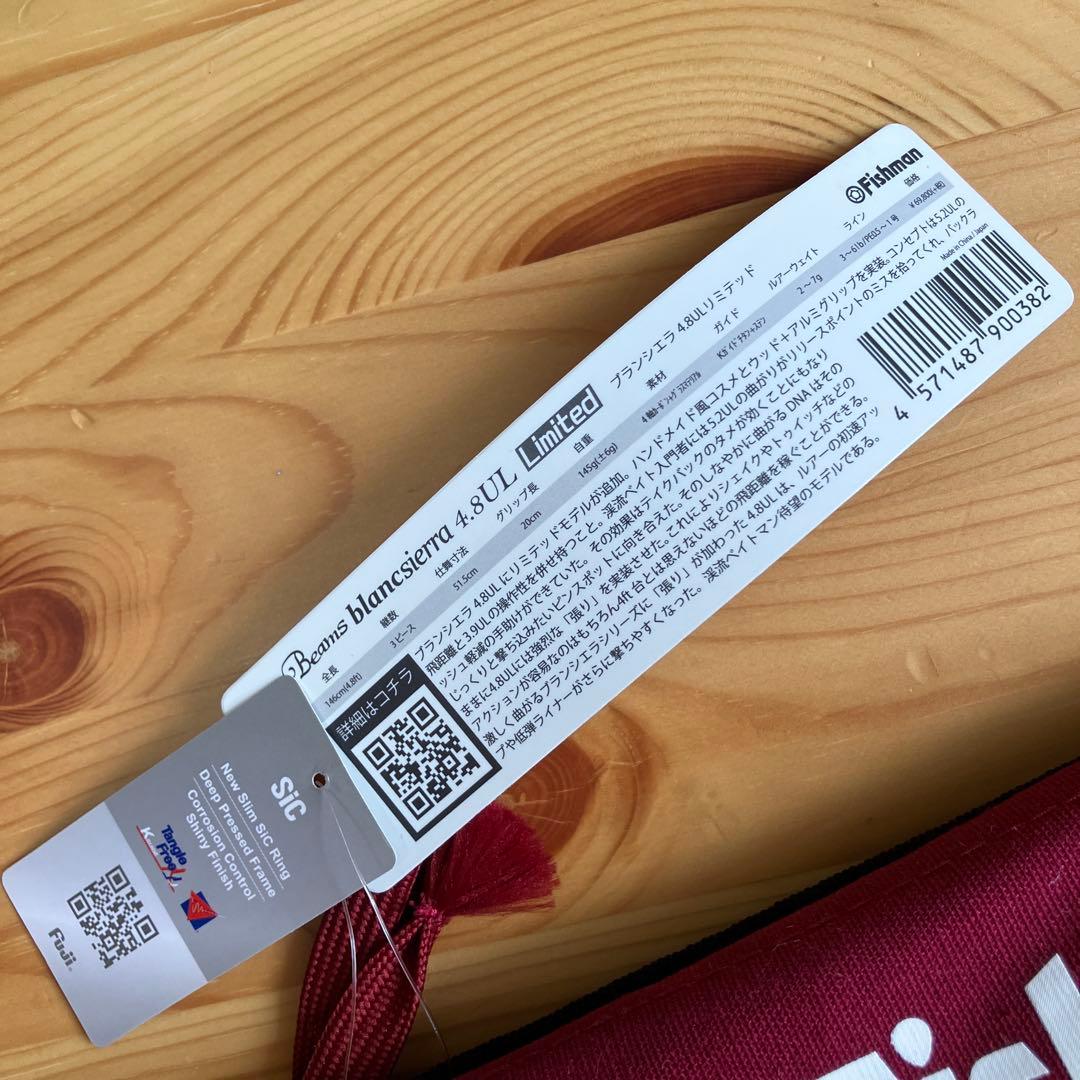 Fishman
Beams blancsierra 4.8UL Limited ブランシエラ 4.8ULリミテッド
全長 継数 仕舞寸法 グリップ長 自重 素材 ガイド ルアーウェイト ライン 価格
146cm(4.8ft) 3ピース 51.5cm 20cm 145g(±6g) Kガイド チタン+ステン 2〜7g 3〜6lb/PE0.5〜1号 ¥69,800(+税)
Made in China / Japan
詳細はコチラ
ブランシエラ 4.8ULにリミテッドモデルが追加。ハンドメイド風コスメとウッド+アルミグリップを実装。コンセプトは5.2ULの
飛距離と3.9ULの操作性を併せ持つこと。渓流ベイト入門者には5.2ULの曲がりがリリースポイントのミスを拾ってくれ、バックラ
ッシュ軽減の手助けができていた。その効果はテイクバックのタメが効くことにもなり
じっくりと撃ち込みたいピンスポットに向き合えた。そのしなやかに曲がる DNAはその
ままに4.8ULには強烈な「張り」を実装させた。これによりシェイクやトゥイッチなどの
アクションが容易なのはもちろん4ft 台とは思えないほどの飛距離を稼ぐことができる。
激しく曲がるブランシエラシリーズに「張り」が加わった 4.8UL は、ルアーの初速アッ
プや低弾ライナーがさらに撃ちやすくなった。 渓流ベイトマン待望のモデルである。
4 571487 900382
SiC
New Slim SiC Ring
Deep Pressed Frame
Corrosion Control
Shiny Finish
Tangle
Free
K
Fuji